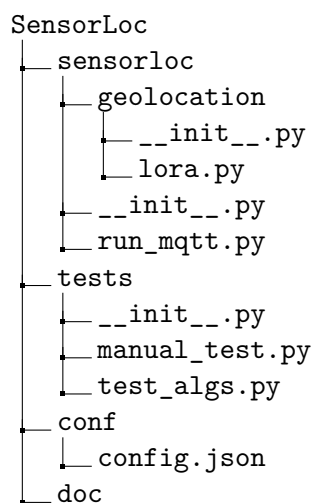 SensorLoc
sensorloc
geolocation
__init__.py
lora.py
__init__.py
run_mqtt.py
tests
__init__.py
manual_test.py
test_algs.py
conf
config.json
doc